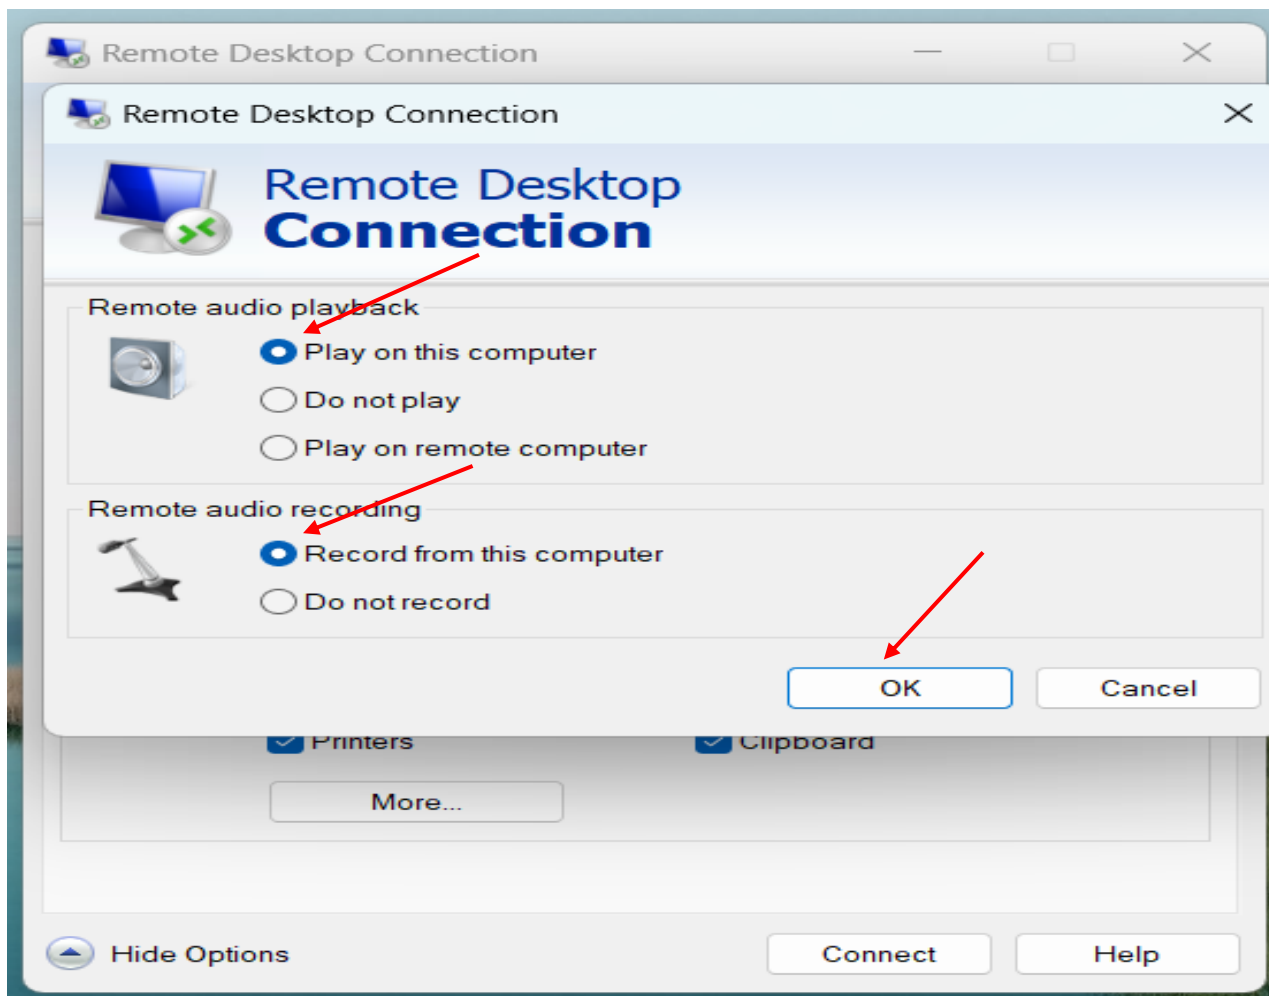 Remote Desktop Connection
Remote Desktop Connection
Remote Desktop
Connection
Remote audio playback
Play on this computer
Do not play
Play on remote computer
Remote audio recording
Record from this computer
Do not record
OK Cancel
Printers Clipboard
More...
Hide Options Connect Help